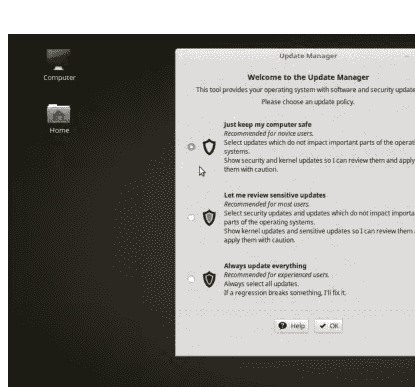 Update Manager
Computer
Welcome to the Update Manager
This tool provides your operating system with software and security update
Please choose an update policy.
Home
Just keep my computer safe
Recommended for novice users.
Select updates which do not impact important parts of the operati
systems.
Show security and kernel updates so I can review them and apply
them with caution.
Let me review sensitive updates
Recommended for most users.
Select security updates and updates which do not impact importa
parts of the operating systems.
Show kernel updates and sensitive updates so I can review them
apply them with caution.
Always update everything
Recommended for experienced users.
Always select all updates.
If a regression breaks something, I'll fix it.
Help
OK